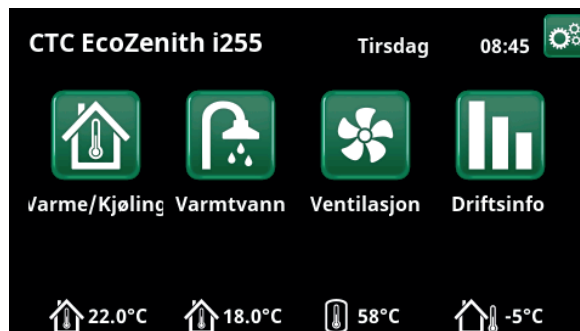 CTC EcoZenith i255 Tirsdag 08:45
Varme/Kjøling Varmtvann Ventilasjon Driftsinfo
22.0°C 18.0°C 58°C -5°C